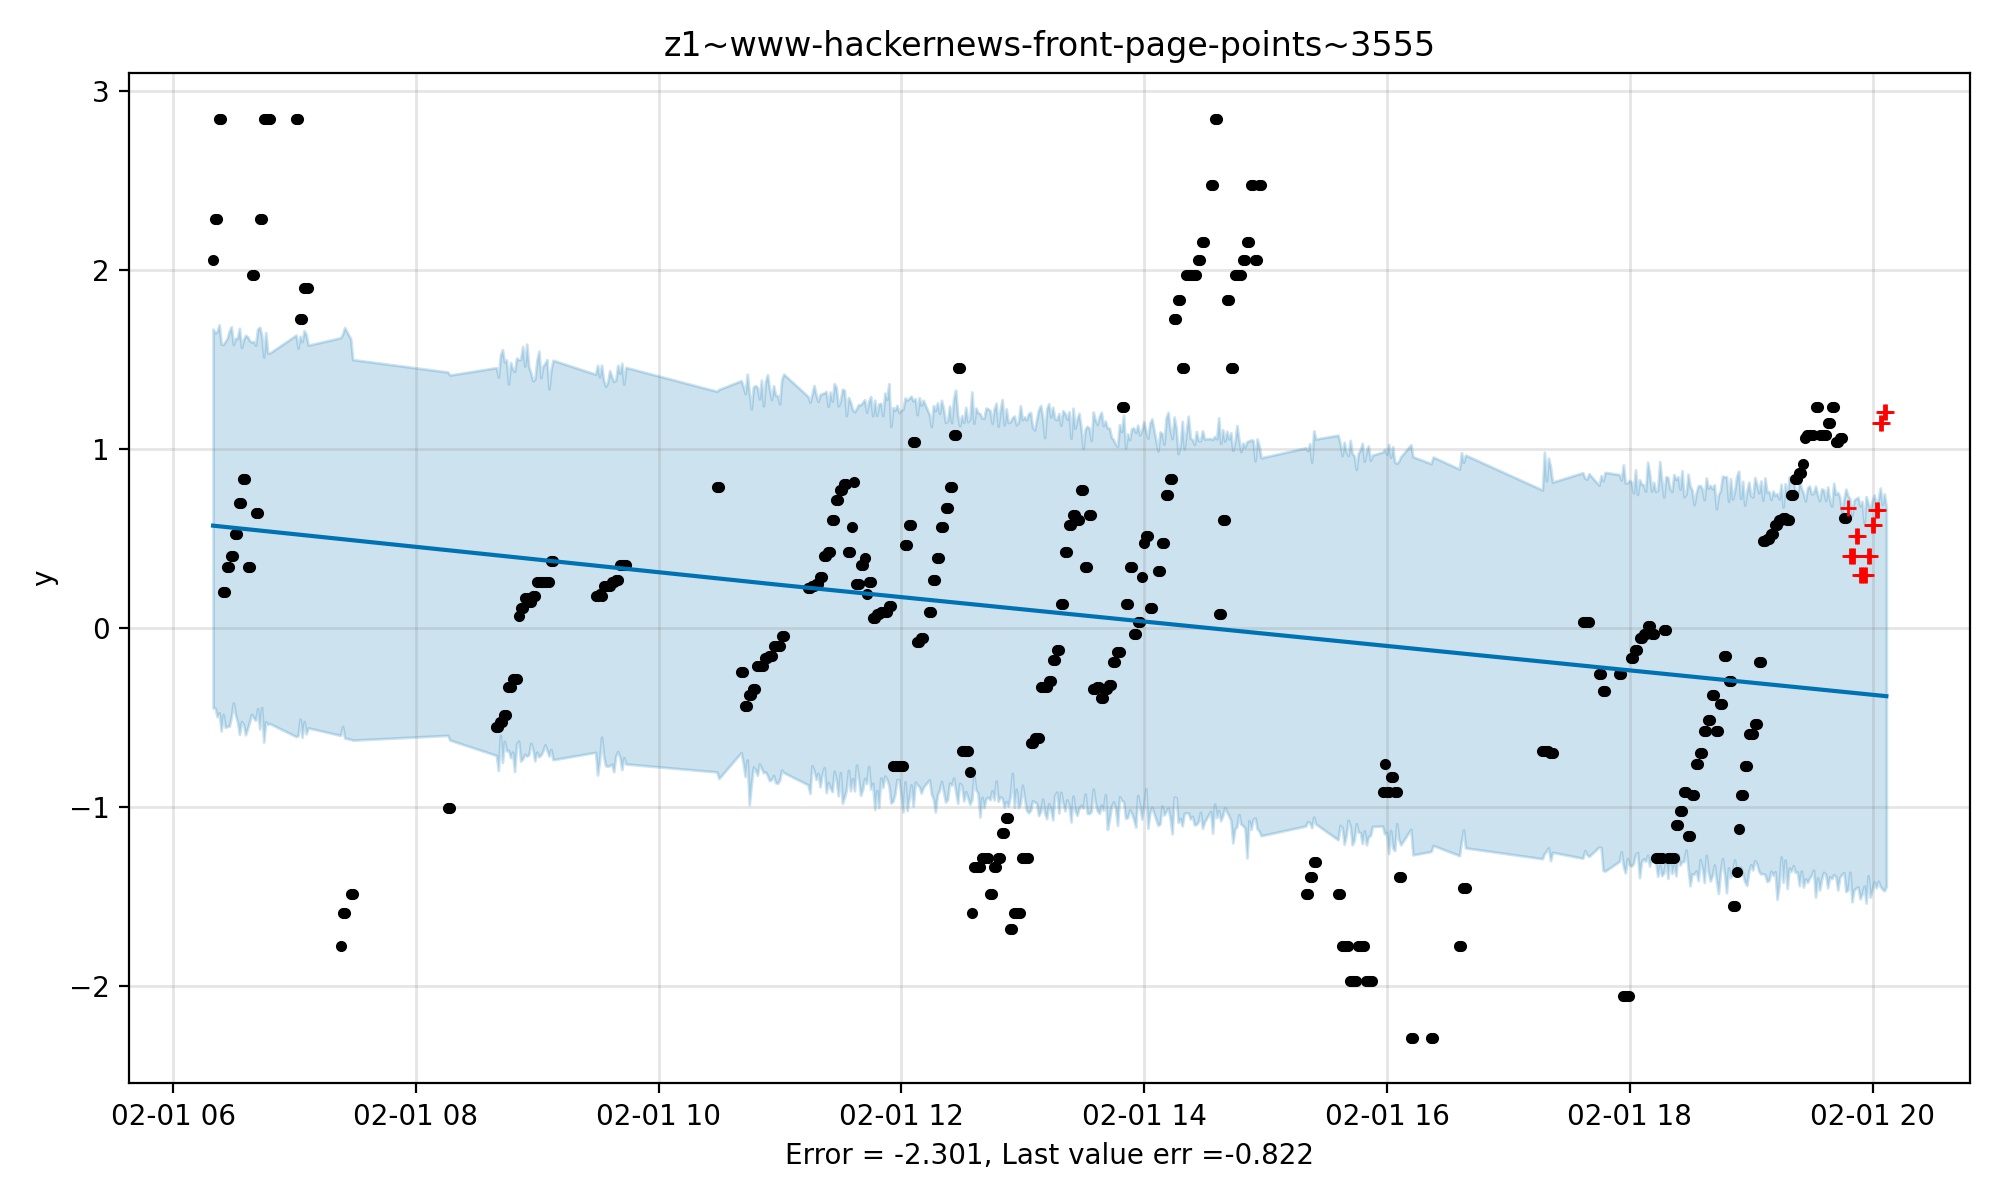 z1~www-hackernews-front-page-points~3555
3
2
1
0
−1
−2
y
02-01 06 02-01 08 02-01 10 02-01 12 02-01 14 02-01 16 02-01 18 02-01 20
Error = -2.301, Last value err =-0.822